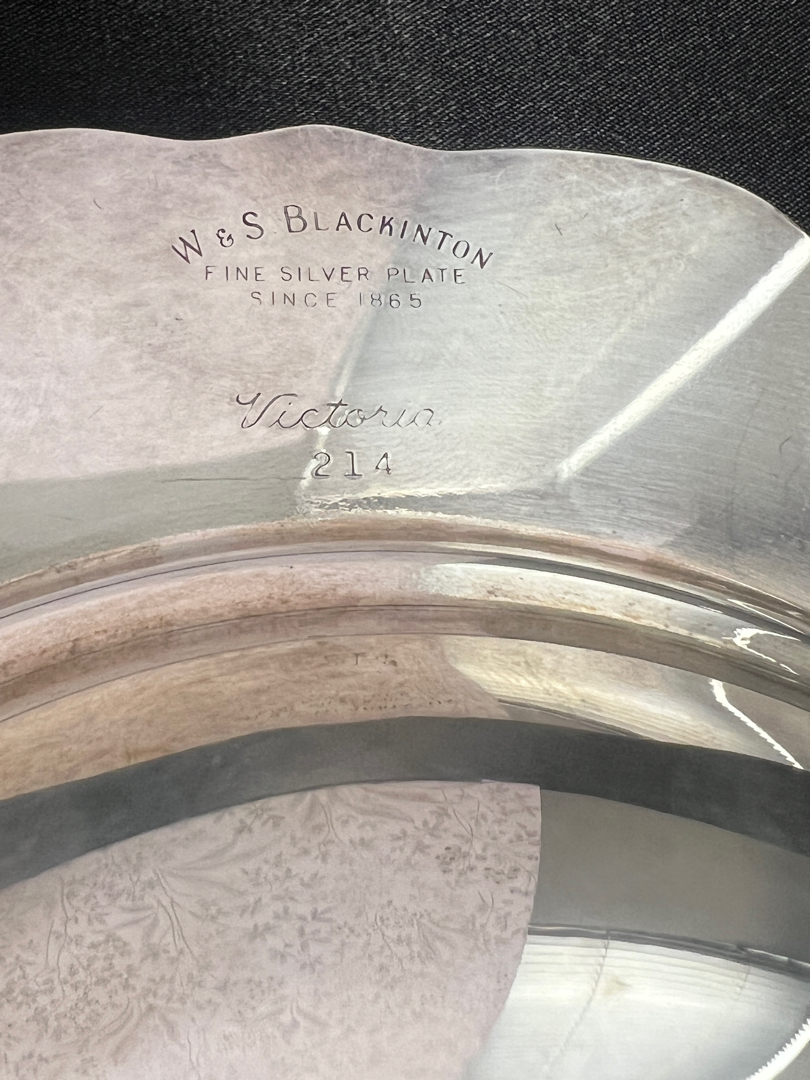 W & S BLACKINTON
FINE SILVER PLATE
SINCE 1865
Victoria
214